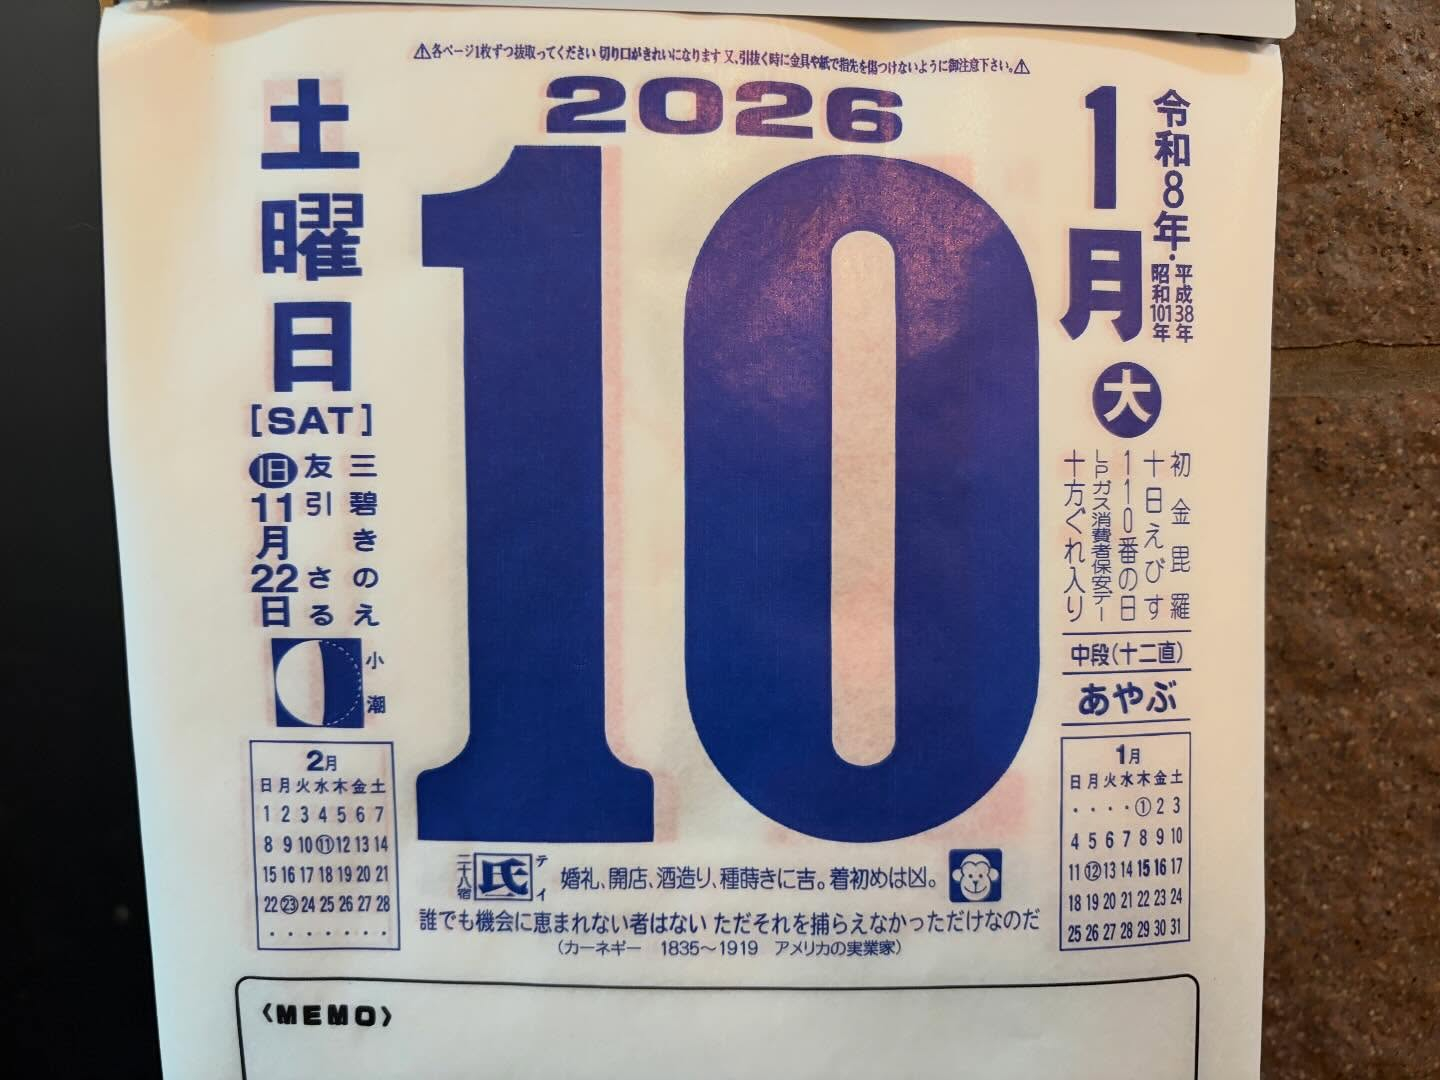 ⚠各ページ1枚ずつ抜取ってください 切り口がきれいになります 又、引抜く時に金具や紙で指先を傷つけないように御注意下さい。⚠
2026
1月
令和8年・平成38年
昭和101年
大
土曜日
[SAT]
10
三碧きのえ
友引 さる
旧11月22日
小潮
初金毘羅
十日えびす
110番の日
LPガス消費者保安デー
十方ぐれ入り
中段(十二直)
あやぶ
2月
日月火水木金土
1 2 3 4 5 6 7
8 9 10 ⑪ 12 13 14
15 16 17 18 19 20 21
22 ㉓ 24 25 26 27 28
・・・・・・・
1月
日月火水木金土
・・・・① 2 3
4 5 6 7 8 9 10
11 ⑫ 13 14 15 16 17
18 19 20 21 22 23 24
25 26 27 28 29 30 31
二十八宿 氐 テイ 婚礼、開店、酒造り、種蒔きに吉。着初めは凶。
誰でも機会に恵まれない者はない ただそれを捕らえなかっただけなのだ
(カーネギー 1835〜1919 アメリカの実業家)
〈MEMO〉